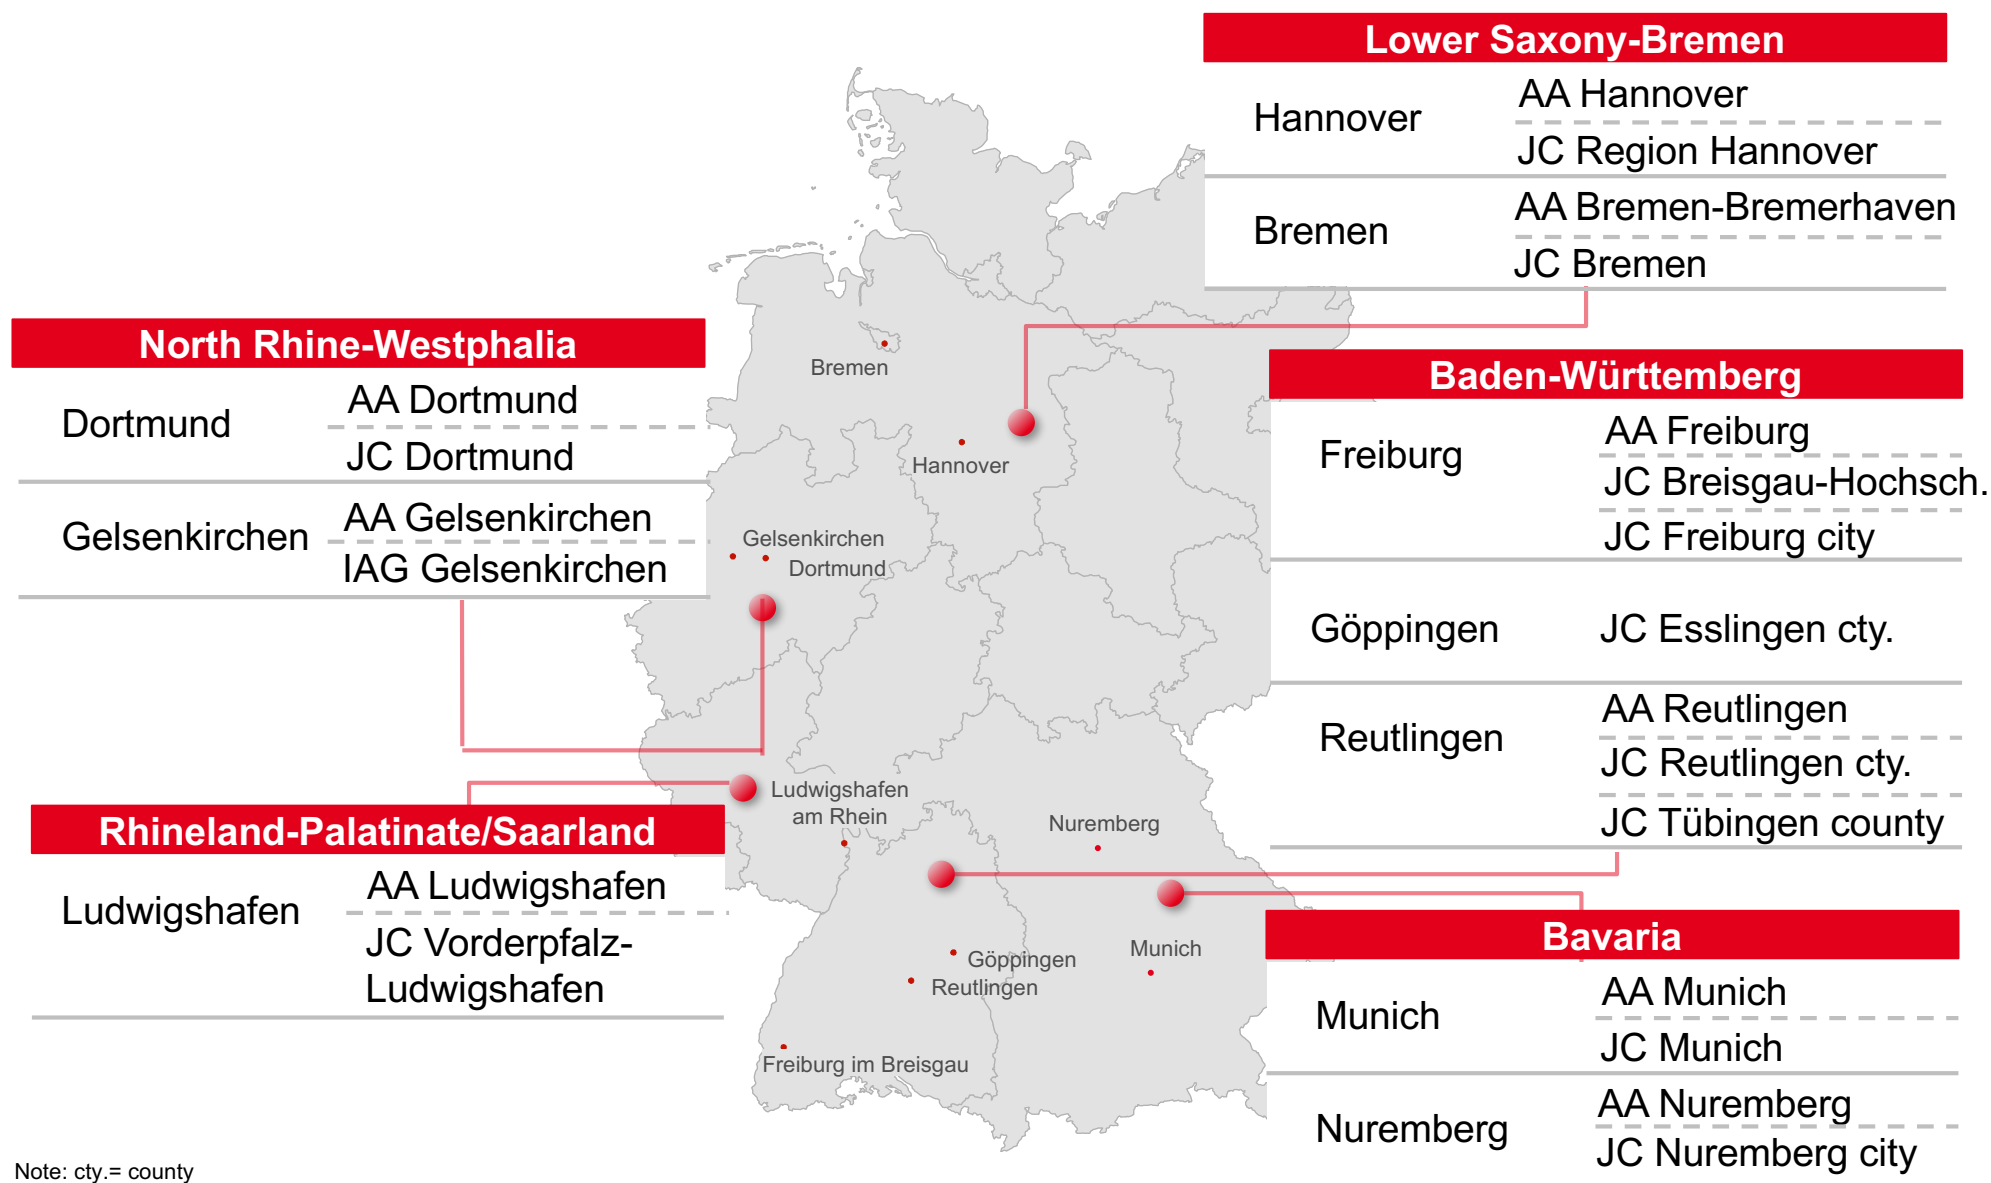 Lower Saxony-Bremen
Hannover
AA Hannover
JC Region Hannover
Bremen
AA Bremen-Bremerhaven
JC Bremen
North Rhine-Westphalia
Dortmund
AA Dortmund
JC Dortmund
Gelsenkirchen
AA Gelsenkirchen
IAG Gelsenkirchen
Baden-Württemberg
Freiburg
AA Freiburg
JC Breisgau-Hochsch.
JC Freiburg city
Göppingen
JC Esslingen cty.
Reutlingen
AA Reutlingen
JC Reutlingen cty.
JC Tübingen county
Rhineland-Palatinate/Saarland
Ludwigshafen
AA Ludwigshafen
JC Vorderpfalz-
Ludwigshafen
Bavaria
Munich
AA Munich
JC Munich
Nuremberg
AA Nuremberg
JC Nuremberg city
Bremen
Hannover
Gelsenkirchen
Dortmund
Ludwigshafen
am Rhein
Nuremberg
Munich
Göppingen
Reutlingen
Freiburg im Breisgau
Note: cty.= county